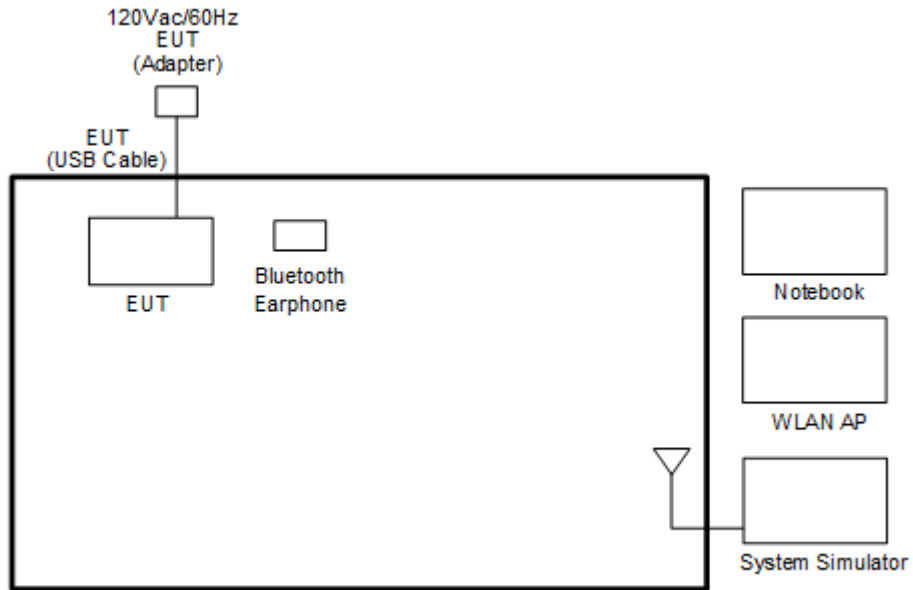 120Vac/60Hz
EUT
(Adapter)
EUT
(USB Cable)
EUT
Bluetooth
Earphone
Notebook
WLAN AP
System Simulator